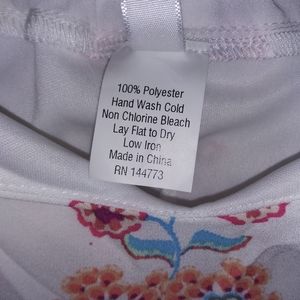 100% Polyester
Hand Wash Cold
Non Chlorine Bleach
Lay Flat to Dry
Low Iron
Made in China
RN 144773